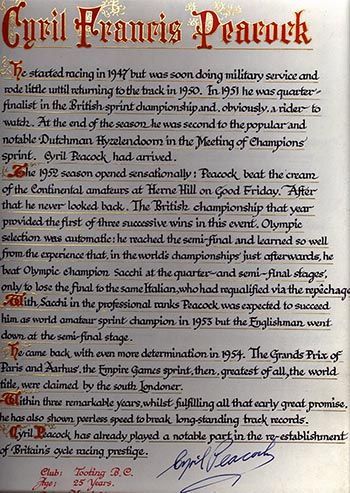 Cyril Francis Peacock
He started racing in 1947 but was soon doing military service and
rode little until returning to the track in 1950. In 1951 he was quarter-
finalist in the British sprint championship and, obviously, a rider to
watch. At the end of the season he was second to the popular and
notable Dutchman Hyzelendoorn in the Meeting of Champions'
sprint. Cyril Peacock had arrived.
The 1952 season opened sensationally: Peacock beat the cream
of the Continental amateurs at Herne Hill on Good Friday. After
that he never looked back. The British championship that year
provided the first of three successive wins in this event. Olympic
selection was automatic: he reached the semi-final and learned so well
from the experience that, in the world's championships just afterwards, he
beat Olympic champion Sacchi at the quarter- and semi-final stages,
only to lose the final to the same Italian, who had requalified via the repêchage
With Sacchi in the professional ranks Peacock was expected to succeed
him as world amateur sprint champion in 1953 but the Englishman went
down at the semi-final stage.
He came back with even more determination in 1954. The Grands Prix of
Paris and Aarhus, the Empire Games sprint, then, greatest of all, the world
title, were claimed by the south Londoner.
Within three remarkable years, whilst fulfilling all that early great promise,
he has also shown peerless speed to break long-standing track records.
Cyril Peacock has already played a notable part in the re-establishment
of Britain's cycle racing prestige.
Club: Tooting B.C.
Age: 25 Years.
Cyril Peacock